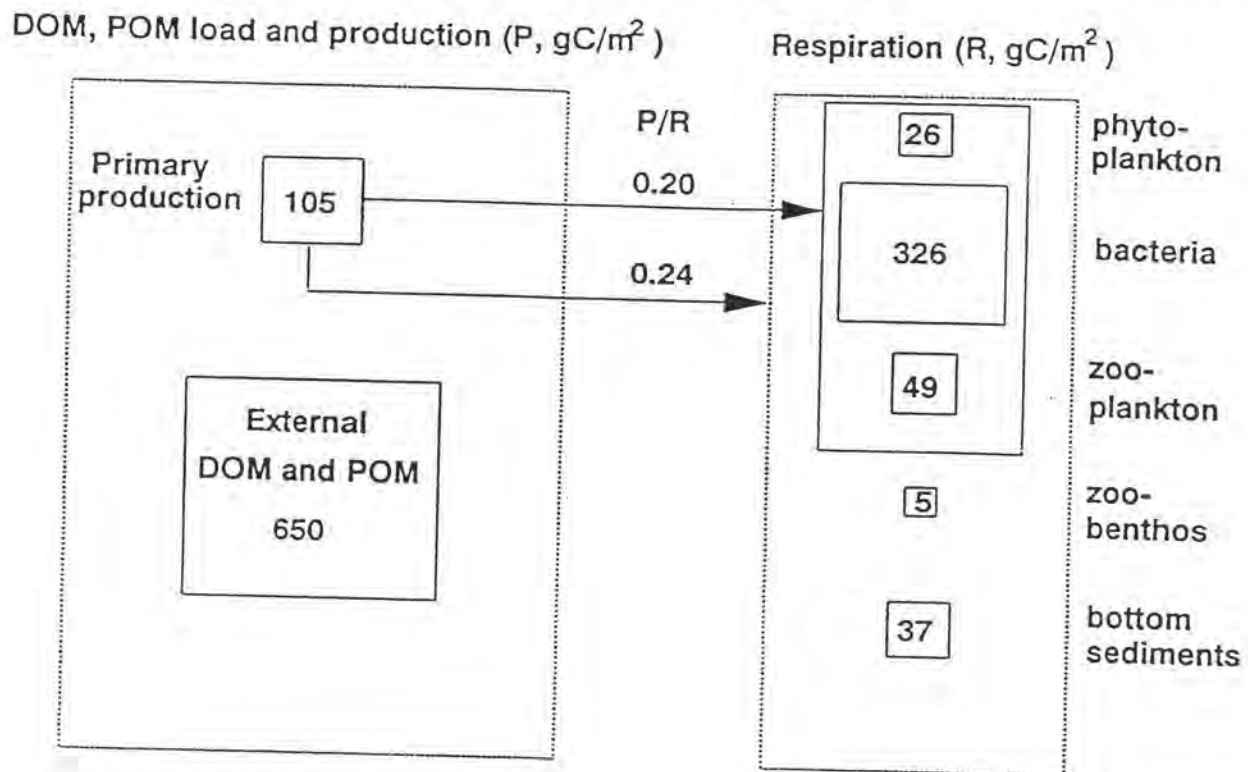 DOM, POM load and production (P, gC/m²)
Respiration (R, gC/m²)
Primary
production
105
External
DOM and POM
650
P/R
0.20
0.24
26
phyto-
plankton
326
bacteria
49
zoo-
plankton
5
zoo-
benthos
37
bottom
sediments